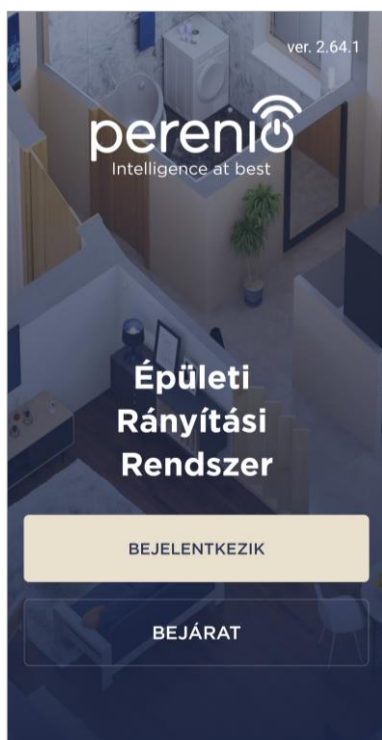 ver. 2.64.1
perenio
Intelligence at best
Épületi
Rányítási
Rendszer
BEJELENTKEZIK
BEJÁRAT